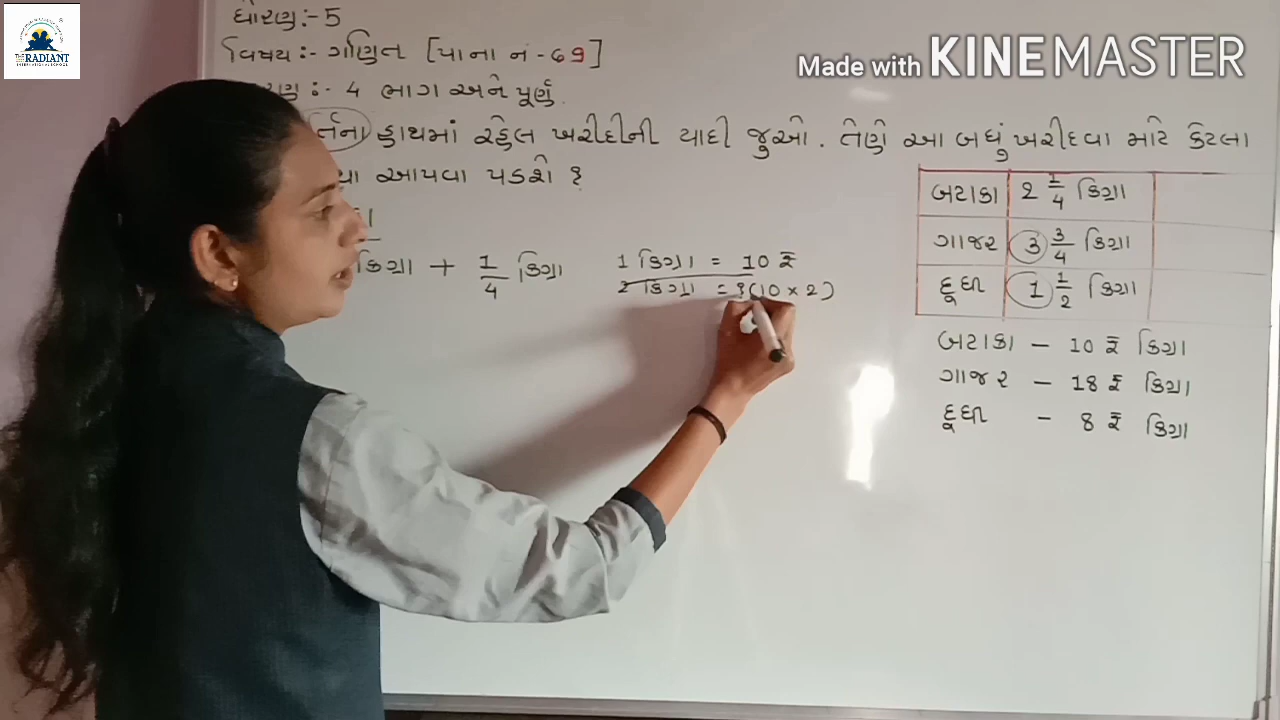 THE RADIANT
INTERNATIONAL SCHOOL
Made with KINEMASTER
ધોરણ:-5
વિષય:- ગણિત [પાના નં-69]
:- 4 ભાગ અને પૂર્ણ.
ર્તના હાથમાં રહેલ ખરીદીની યાદી જુઓ. તેણે આ બધું ખરીદવા માટે કેટલા
આપવા પડશે ?
કિગ્રા + 1/4 કિગ્રા
1 કિગ્રા = 10 ₹
2 કિગ્રા = ? (10 × 2)
બટાકા 2 1/4 કિગ્રા
ગાજર 3 3/4 કિગ્રા
દૂધી 1 1/2 કિગ્રા
બટાકા - 10 ₹ કિગ્રા
ગાજર - 18 ₹ કિગ્રા
દૂધી - 8 ₹ કિગ્રા